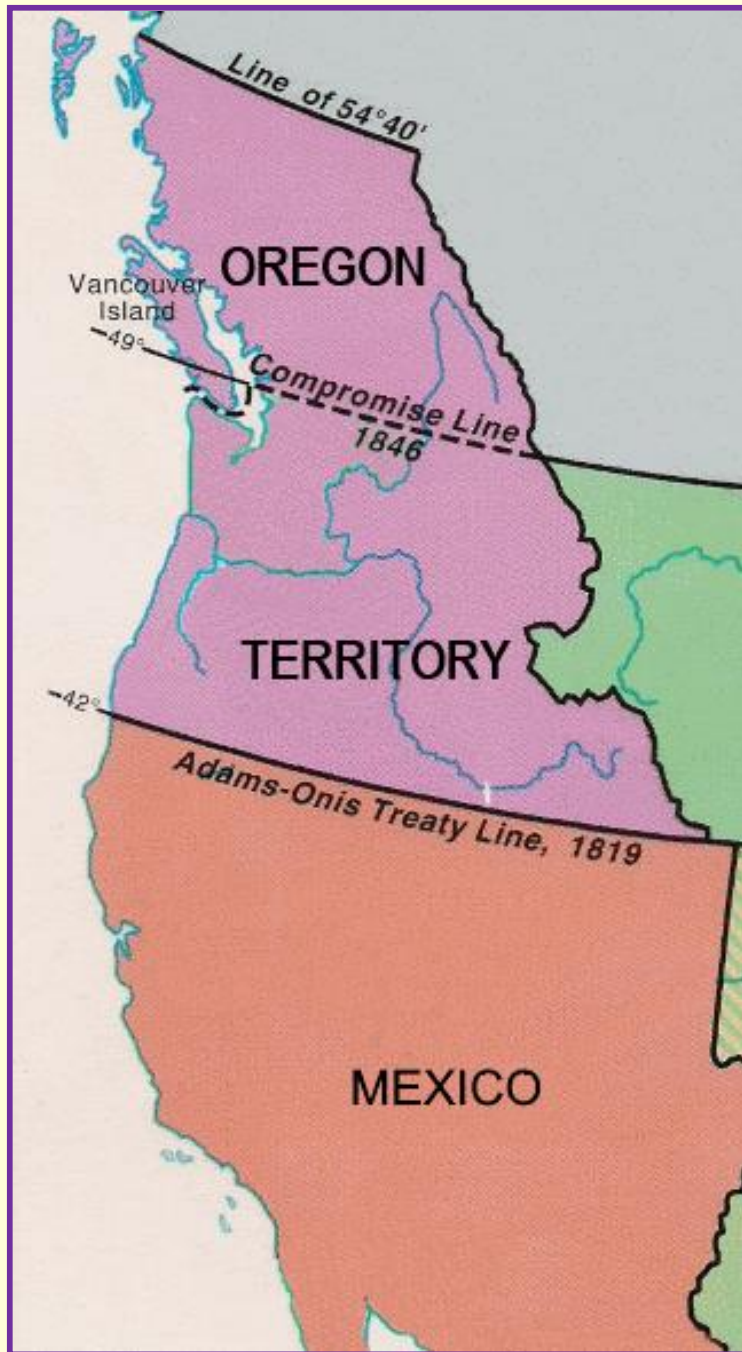 Line of 54°40'
OREGON
Vancouver
Island
49°
Compromise Line
1846
TERRITORY
42°
Adams-Onis Treaty Line, 1819
MEXICO